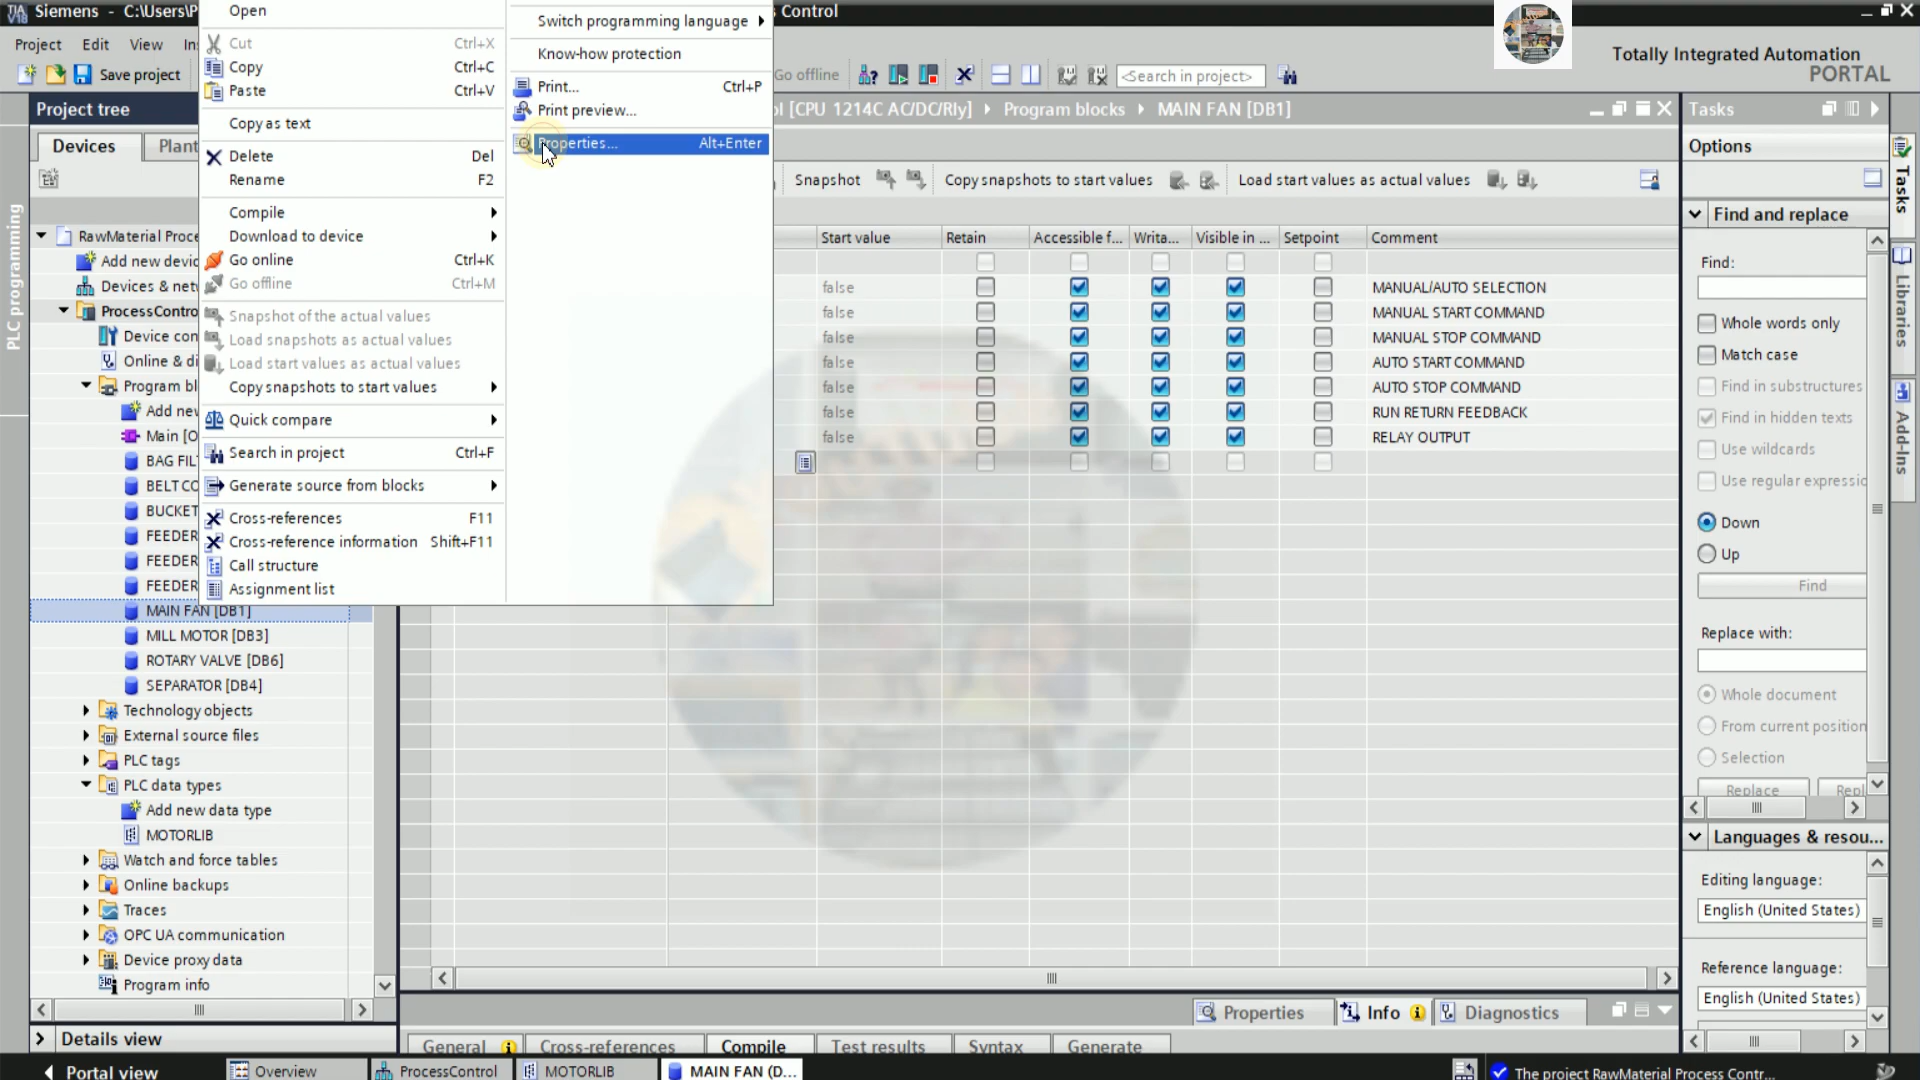 Siemens - C:\Users\P
Control
Project Edit View In
Totally Integrated Automation
PORTAL
Save project
Go offline
<Search in project>
Project tree
[CPU 1214C AC/DC/Rly] Program blocks MAIN FAN [DB1]
Tasks
Devices Plant
Options
Snapshot Copy snapshots to start values Load start values as actual values
Find and replace
Open
Cut Ctrl+X
Copy Ctrl+C
Paste Ctrl+V
Copy as text
Delete Del
Rename F2
Compile
Download to device
Go online Ctrl+K
Go offline Ctrl+M
Snapshot of the actual values
Load snapshots as actual values
Load start values as actual values
Copy snapshots to start values
Quick compare
Search in project Ctrl+F
Generate source from blocks
Cross-references F11
Cross-reference information Shift+F11
Call structure
Assignment list
Switch programming language
Know-how protection
Print... Ctrl+P
Print preview...
Properties... Alt+Enter
PLC programming
RawMaterial Proce
Add new devic
Devices & net
ProcessContro
Device con
Online & di
Program bl
Add new
Main [O
BAG FIL
BELT CO
BUCKET
FEEDER
FEEDER
FEEDER
MAIN FAN [DB1]
MILL MOTOR [DB3]
ROTARY VALVE [DB6]
SEPARATOR [DB4]
Technology objects
External source files
PLC tags
PLC data types
Add new data type
MOTORLIB
Watch and force tables
Online backups
Traces
OPC UA communication
Device proxy data
Program info
Details view
Start value Retain Accessible f... Writa... Visible in ... Setpoint Comment
false MANUAL/AUTO SELECTION
false MANUAL START COMMAND
false MANUAL STOP COMMAND
false AUTO START COMMAND
false AUTO STOP COMMAND
false RUN RETURN FEEDBACK
false RELAY OUTPUT
Find:
Whole words only
Match case
Find in substructures
Find in hidden texts
Use wildcards
Use regular expressio
Down
Up
Find
Replace with:
Whole document
From current position
Selection
Replace Repl
Languages & resou...
Editing language:
English (United States)
Reference language:
English (United States)
Tasks
Libraries
Add-Ins
Properties Info Diagnostics
General Cross-references Compile Test results Syntax Generate
Portal view Overview ProcessControl MOTORLIB MAIN FAN (D...
The project RawMaterial Process Contr...